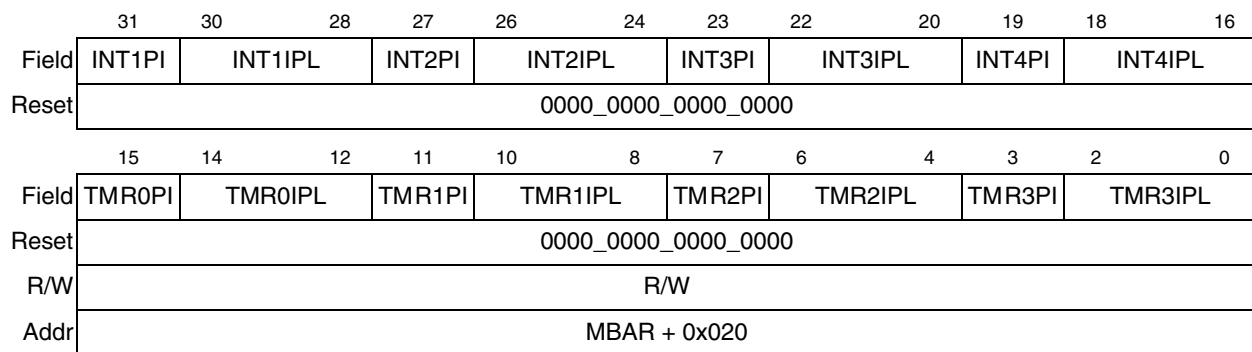 31 30 28 27 26 24 23 22 20 19 18 16
Field INT1PI INT1IPL INT2PI INT2IPL INT3PI INT3IPL INT4PI INT4IPL
Reset 0000_0000_0000_0000
15 14 12 11 10 8 7 6 4 3 2 0
Field TMR0PI TMR0IPL TMR1PI TMR1IPL TMR2PI TMR2IPL TMR3PI TMR3IPL
Reset 0000_0000_0000_0000
R/W R/W
Addr MBAR + 0x020